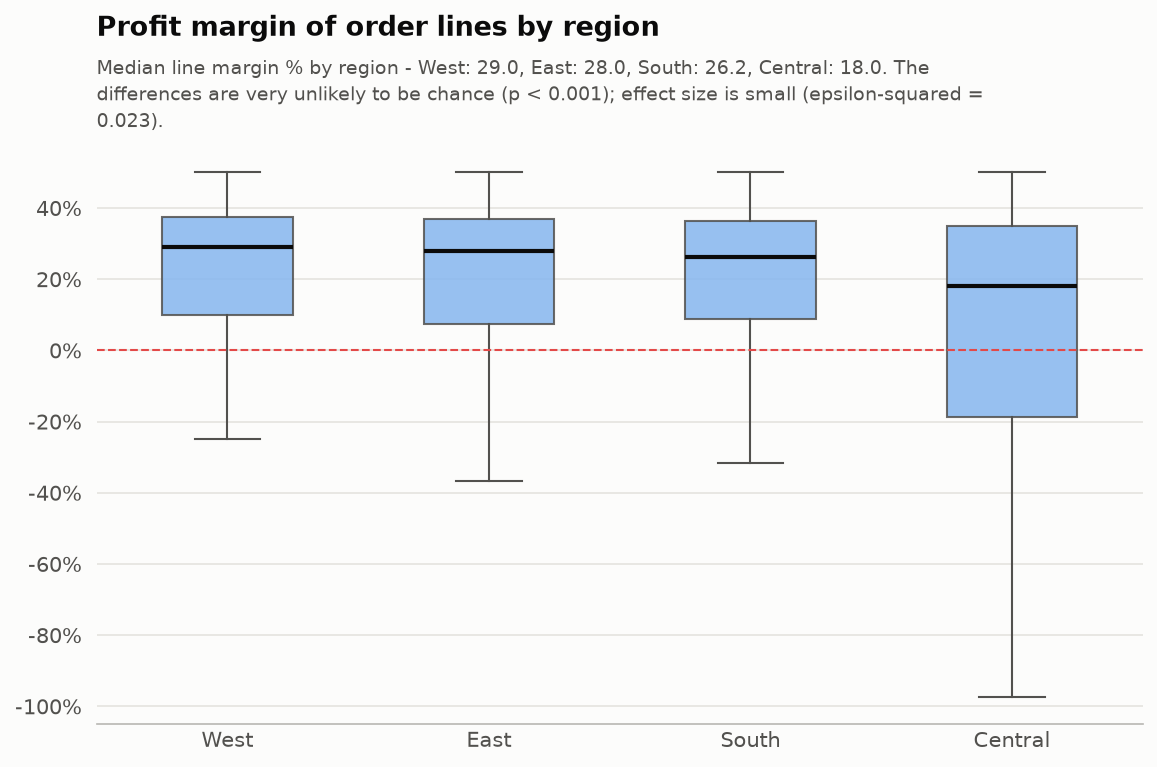 Profit margin of order lines by region
Median line margin % by region - West: 29.0, East: 28.0, South: 26.2, Central: 18.0. The
differences are very unlikely to be chance (p < 0.001); effect size is small (epsilon-squared =
0.023).
40%
20%
0%
-20%
-40%
-60%
-80%
-100%
West East South Central